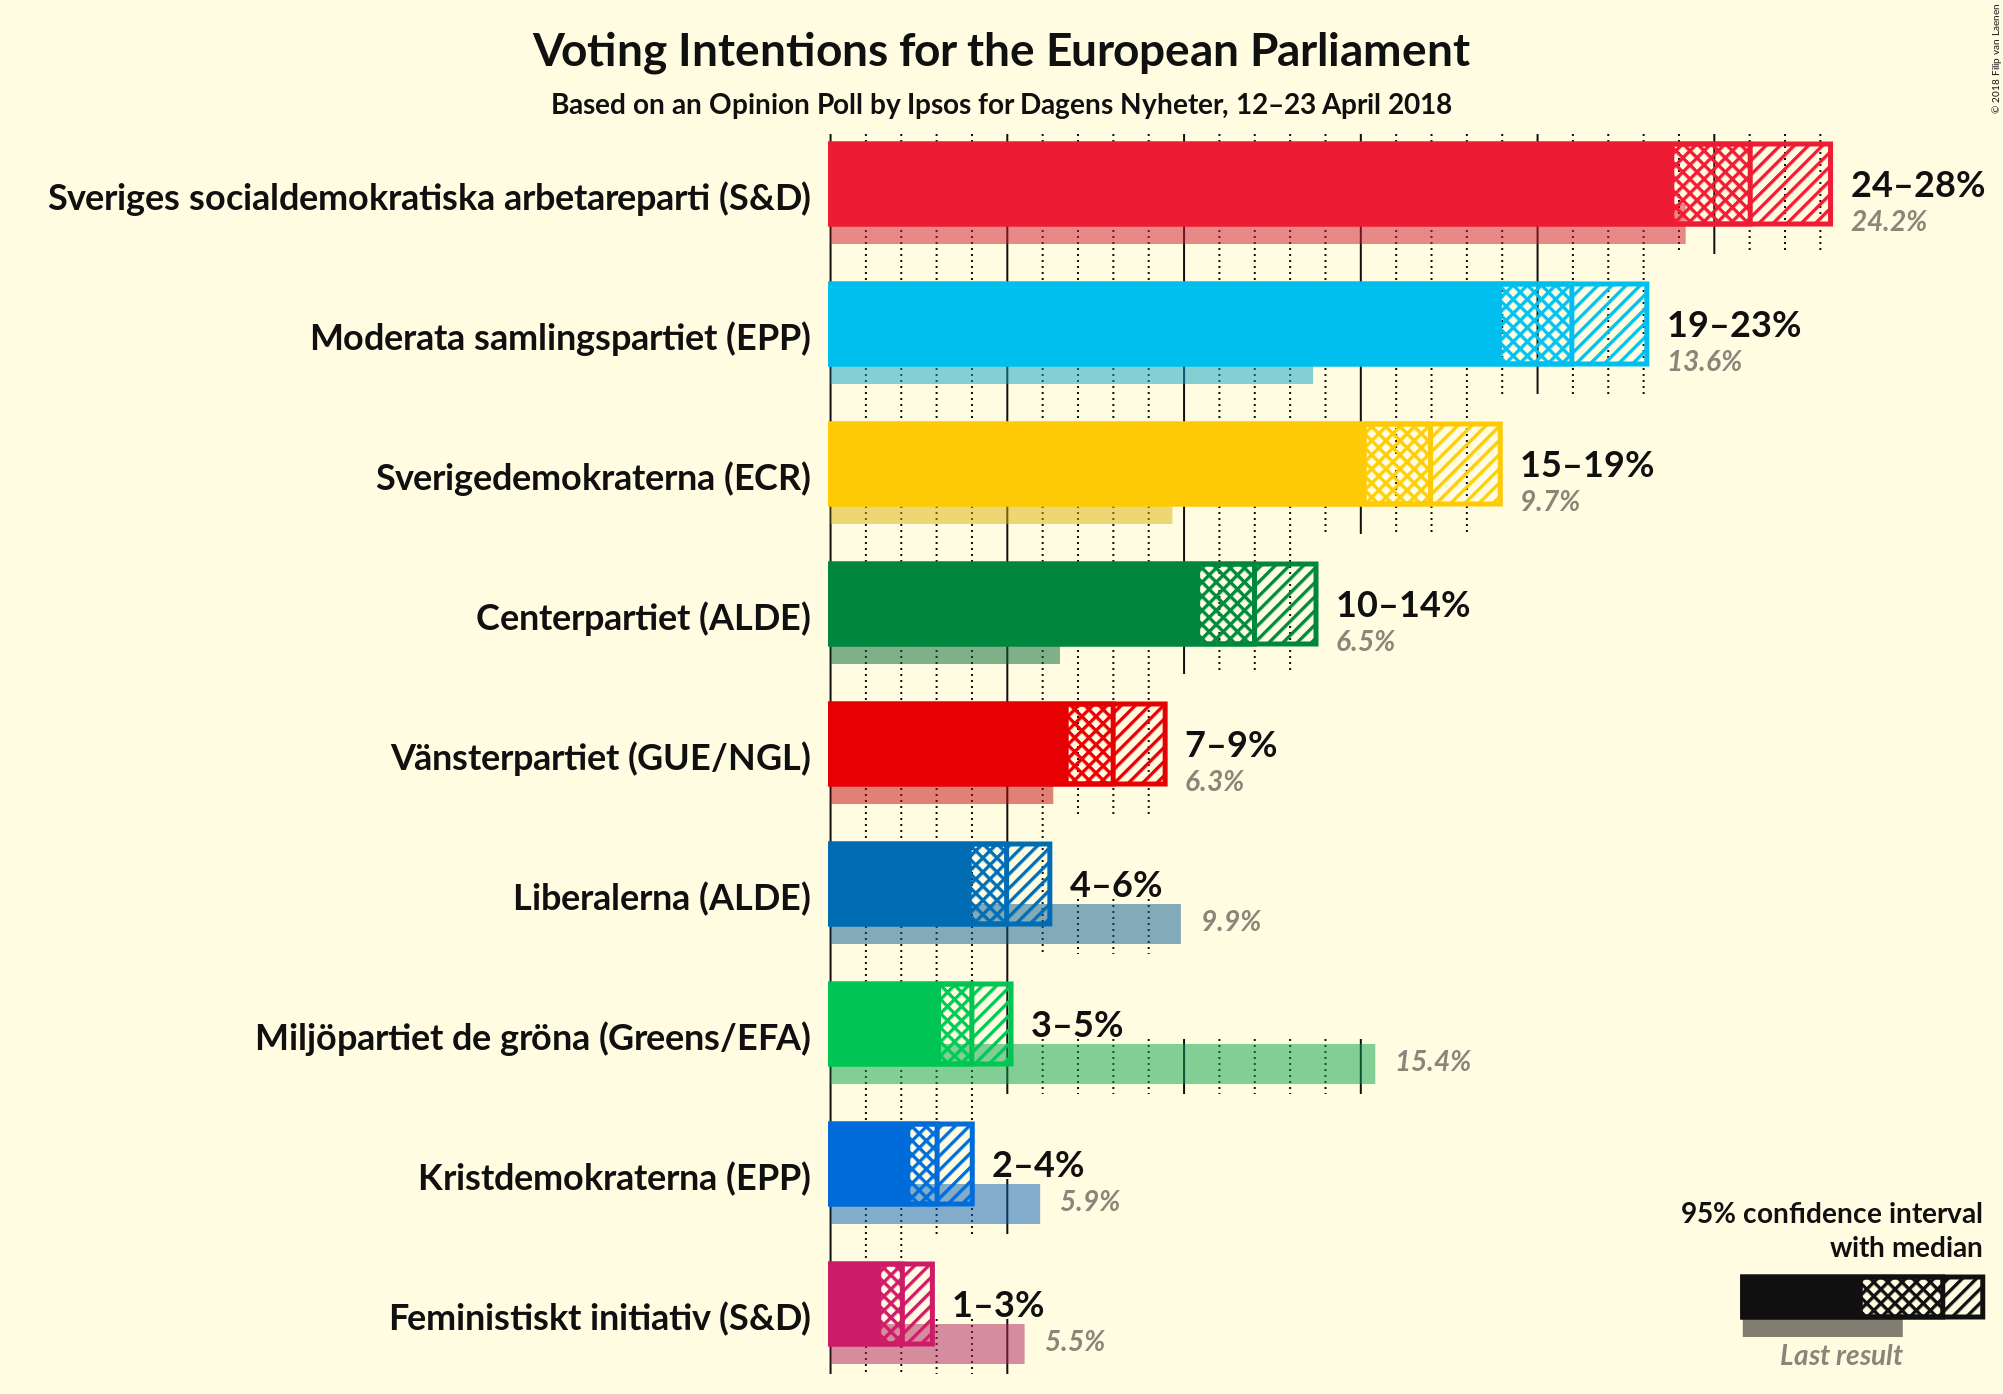 Voting Intentions for the European Parliament
Based on an Opinion Poll by Ipsos for Dagens Nyheter, 12–23 April 2018
© 2018 Filip van Laenen
Sveriges socialdemokratiska arbetareparti (S&D)
24–28%
24.2%
Moderata samlingspartiet (EPP)
19–23%
13.6%
Sverigedemokraterna (ECR)
15–19%
9.7%
Centerpartiet (ALDE)
10–14%
6.5%
Vänsterpartiet (GUE/NGL)
7–9%
6.3%
Liberalerna (ALDE)
4–6%
9.9%
Miljöpartiet de gröna (Greens/EFA)
3–5%
15.4%
Kristdemokraterna (EPP)
2–4%
5.9%
Feministiskt initiativ (S&D)
1–3%
5.5%
95% confidence interval
with median
Last result